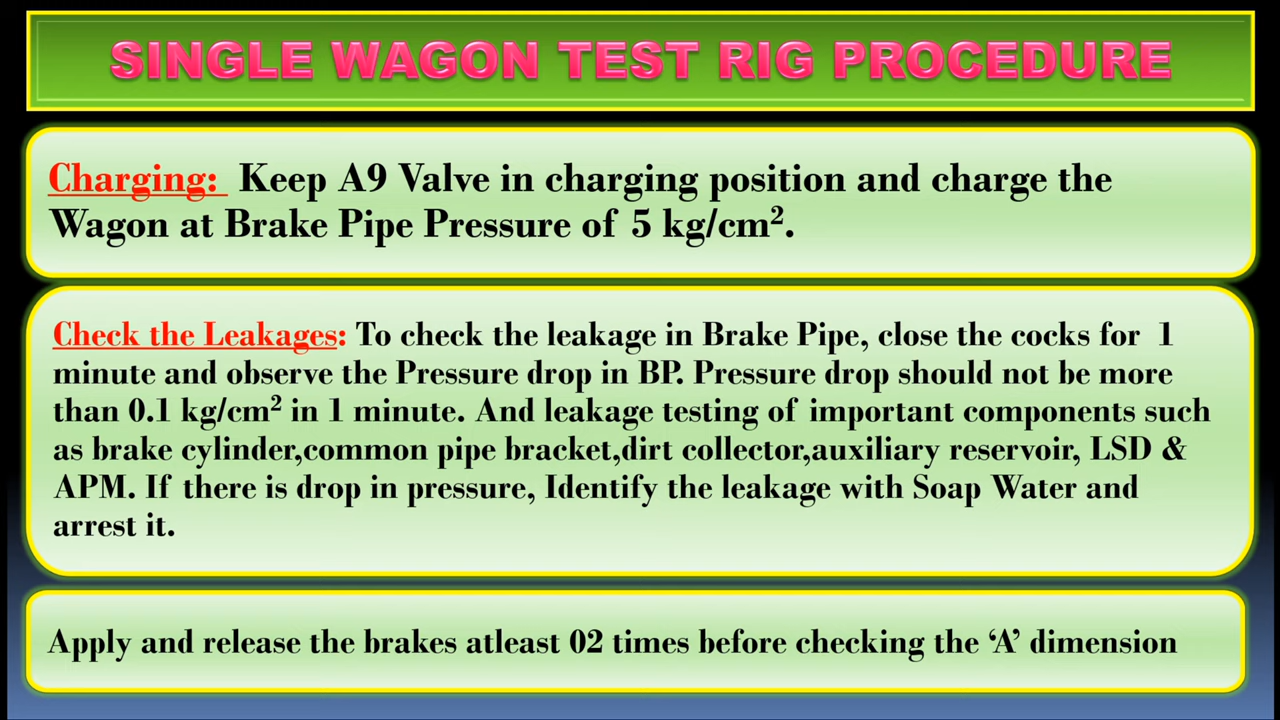 SINGLE WAGON TEST RIG PROCEDURE
Charging: Keep A9 Valve in charging position and charge the
Wagon at Brake Pipe Pressure of 5 kg/cm².
Check the Leakages: To check the leakage in Brake Pipe, close the cocks for 1
minute and observe the Pressure drop in BP. Pressure drop should not be more
than 0.1 kg/cm² in 1 minute. And leakage testing of important components such
as brake cylinder,common pipe bracket,dirt collector,auxiliary reservoir, LSD &
APM. If there is drop in pressure, Identify the leakage with Soap Water and
arrest it.
Apply and release the brakes atleast 02 times before checking the ‘A’ dimension